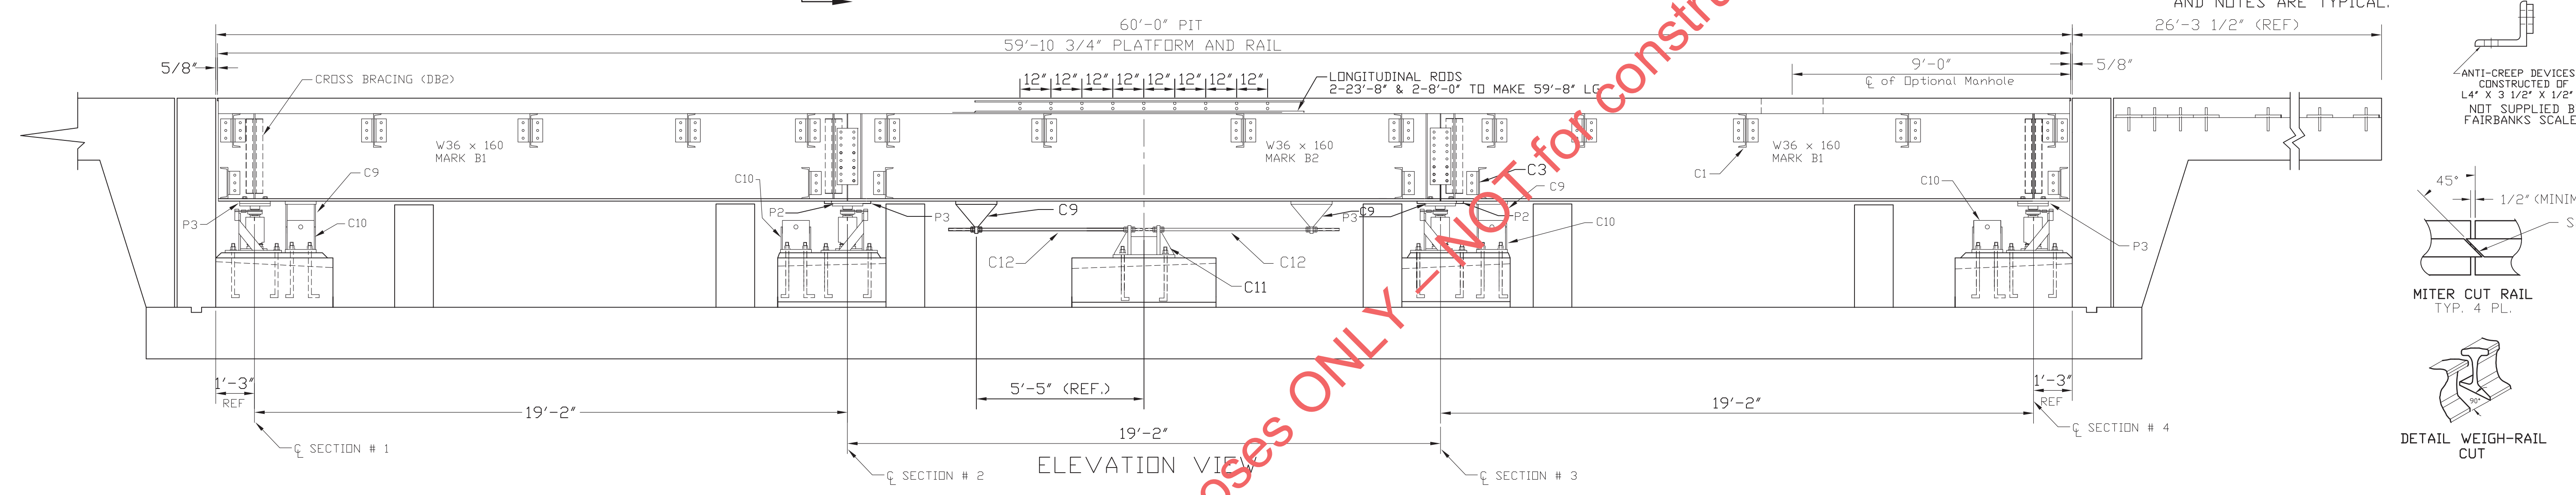 AND NOTES ARE TYPICAL.
60'-0" PIT
26'-3 1/2" (REF)
59'-10 3/4" PLATFORM AND RAIL
5/8"
CROSS BRACING (DB2)
12" 12" 12" 12" 12" 12" 12" 12"
LONGITUDINAL RODS
2-23'-8" & 2-8'-0" TO MAKE 59'-8" LG
9'-0"
℄ of Optional Manhole
5/8"
ANTI-CREEP DEVICES
CONSTRUCTED OF
L4" X 3 1/2" X 1/2"
NOT SUPPLIED B
FAIRBANKS SCALE
W36 x 160
MARK B1
W36 x 160
MARK B2
W36 x 160
MARK B1
C9
C10
C3
C9
C1
C10
P3
C10
P2
P3
C9
C9
P3
P2
C10
P3
C12
C12
C11
45°
1/2" (MINIM
S
MITER CUT RAIL
TYP. 4 PL.
90°
DETAIL WEIGH-RAIL
CUT
1'-3"
REF
5'-5" (REF.)
1'-3"
REF
19'-2"
19'-2"
19'-2"
℄ SECTION # 1
℄ SECTION # 2
℄ SECTION # 3
℄ SECTION # 4
ELEVATION VIEW
oses ONLY - NOT for constru